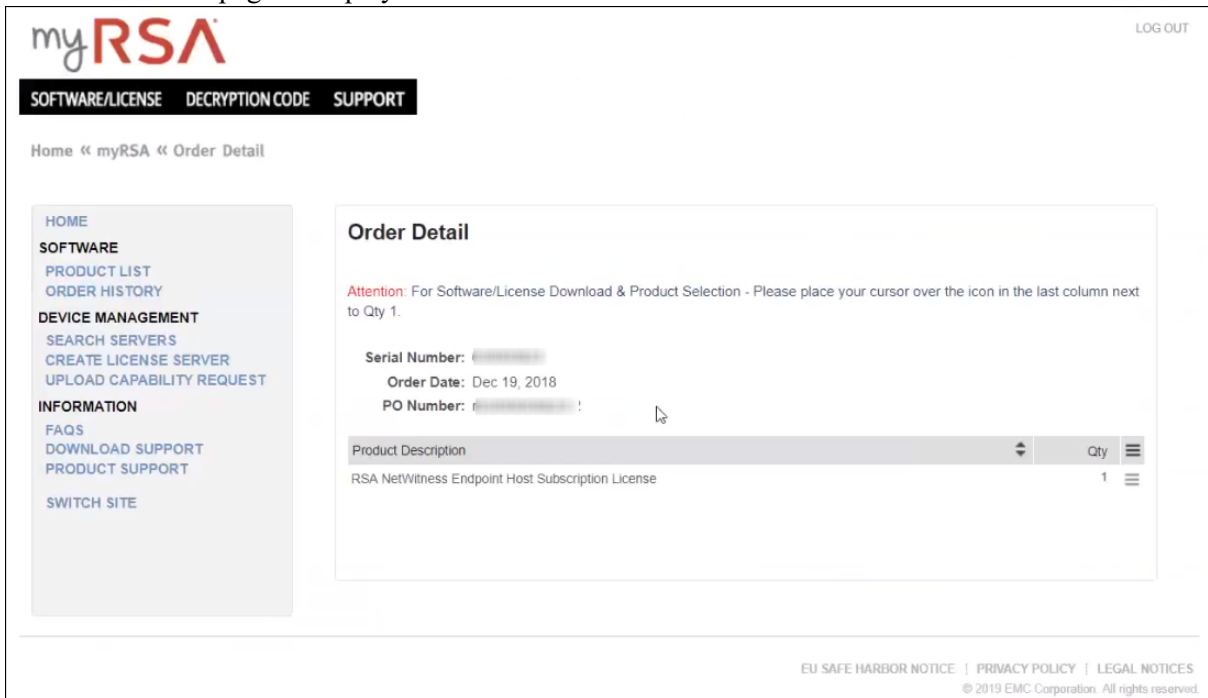 my RSA
LOG OUT
SOFTWARE/LICENSE DECRYPTION CODE SUPPORT
Home « myRSA « Order Detail
HOME
SOFTWARE
PRODUCT LIST
ORDER HISTORY
DEVICE MANAGEMENT
SEARCH SERVERS
CREATE LICENSE SERVER
UPLOAD CAPABILITY REQUEST
INFORMATION
FAQS
DOWNLOAD SUPPORT
PRODUCT SUPPORT
SWITCH SITE
Order Detail
Attention: For Software/License Download & Product Selection - Please place your cursor over the icon in the last column next
to Qty 1.
Serial Number:
Order Date: Dec 19, 2018
PO Number:
Product Description Qty
RSA NetWitness Endpoint Host Subscription License 1
EU SAFE HARBOR NOTICE | PRIVACY POLICY | LEGAL NOTICES
© 2019 EMC Corporation. All rights reserved.